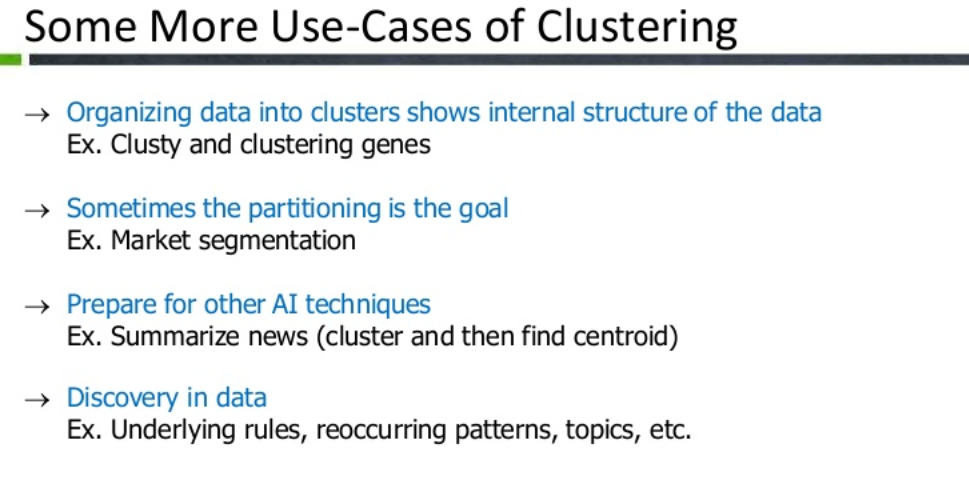 Some More Use-Cases of Clustering
→ Organizing data into clusters shows internal structure of the data
Ex. Clusty and clustering genes
→ Sometimes the partitioning is the goal
Ex. Market segmentation
→ Prepare for other AI techniques
Ex. Summarize news (cluster and then find centroid)
→ Discovery in data
Ex. Underlying rules, reoccurring patterns, topics, etc.